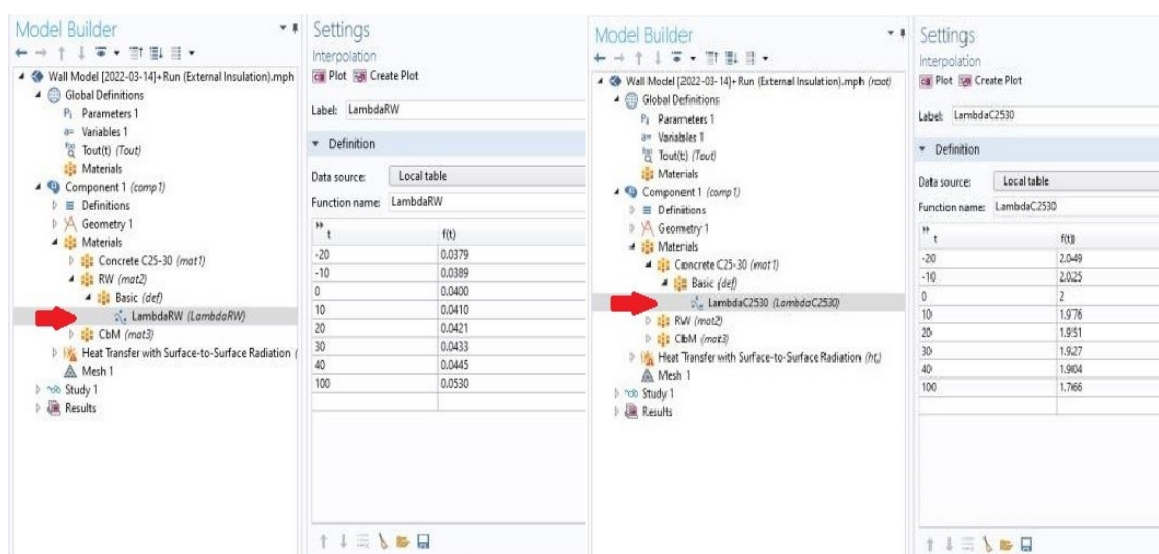 Model Builder
Wall Model [2022-03-14]+Run (External Insulation).mph
Global Definitions
Pi Parameters 1
a= Variables 1
Tout(t) (Tout)
Materials
Component 1 (comp1)
Definitions
Geometry 1
Materials
Concrete C25-30 (mat1)
RW (mat2)
Basic (def)
LambdaRW (LambdaRW)
CbM (mat3)
Heat Transfer with Surface-to-Surface Radiation (
Mesh 1
Study 1
Results
Settings
Interpolation
Plot Create Plot
Label: LambdaRW
Definition
Data source: Local table
Function name: LambdaRW
t f(t)
-20 0.0379
-10 0.0389
0 0.0400
10 0.0410
20 0.0421
30 0.0433
40 0.0445
100 0.0530
Model Builder
Wall Model [2022-03-14]+Run (External Insulation).mph (root)
Global Definitions
Pi Parameters 1
a= Variables 1
Tout(t) (Tout)
Materials
Component 1 (comp1)
Definitions
Geometry 1
Materials
Concrete C25-30 (mat1)
Basic (def)
LambdaC2530 (LambdaC2530)
RW (mat2)
CbM (mat3)
Heat Transfer with Surface-to-Surface Radiation (ht)
Mesh 1
Study 1
Results
Settings
Interpolation
Plot Create Plot
Label: LambdaC2530
Definition
Data source: Local table
Function name: LambdaC2530
t f(t)
-20 2.049
-10 2.025
0 2
10 1.976
20 1.951
30 1.927
40 1.904
100 1.766